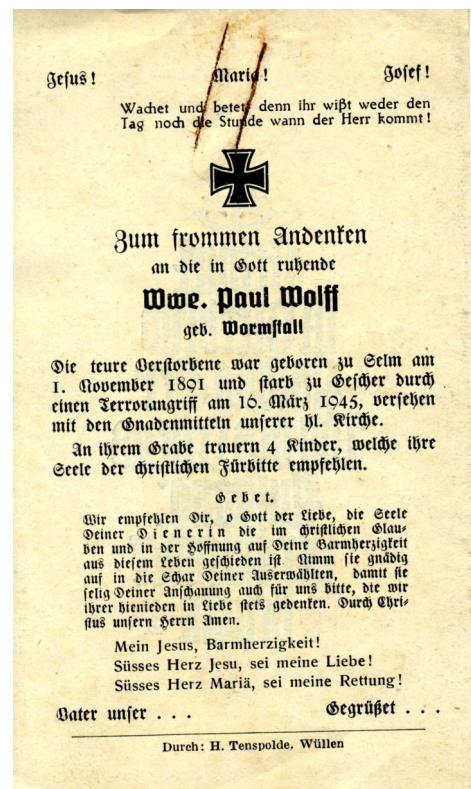 Jesus! Maria! Josef!
Wachet und betet, denn ihr wißt weder den
Tag noch die Stunde wann der Herr kommt!
Zum frommen Andenken
an die in Gott ruhende
Wwe. Paul Wolff
geb. Wormstall
Die teure Verstorbene war geboren zu Selm am
1. November 1891 und starb zu Gescher durch
einen Terrorangriff am 16. März 1945, versehen
mit den Gnadenmitteln unserer hl. Kirche.
An ihrem Grabe trauern 4 Kinder, welche ihre
Seele der christlichen Fürbitte empfehlen.
Gebet.
Wir empfehlen Dir, o Gott der Liebe, die Seele
Deiner Dienerin die im christlichen Glau-
ben und in der Hoffnung auf Deine Barmherzigkeit
aus diesem Leben geschieden ist. Nimm sie gnädig
auf in die Schar Deiner Auserwählten, damit sie
selig Deiner Anschauung auch für uns bitte, die wir
ihrer hienieden in Liebe stets gedenken. Durch Chri-
stus unsern Herrn Amen.
Mein Jesus, Barmherzigkeit!
Süsses Herz Jesu, sei meine Liebe!
Süsses Herz Mariä, sei meine Rettung!
Vater unser . . . Gegrüßet . . .
Durch: H. Tenspolde, Wüllen